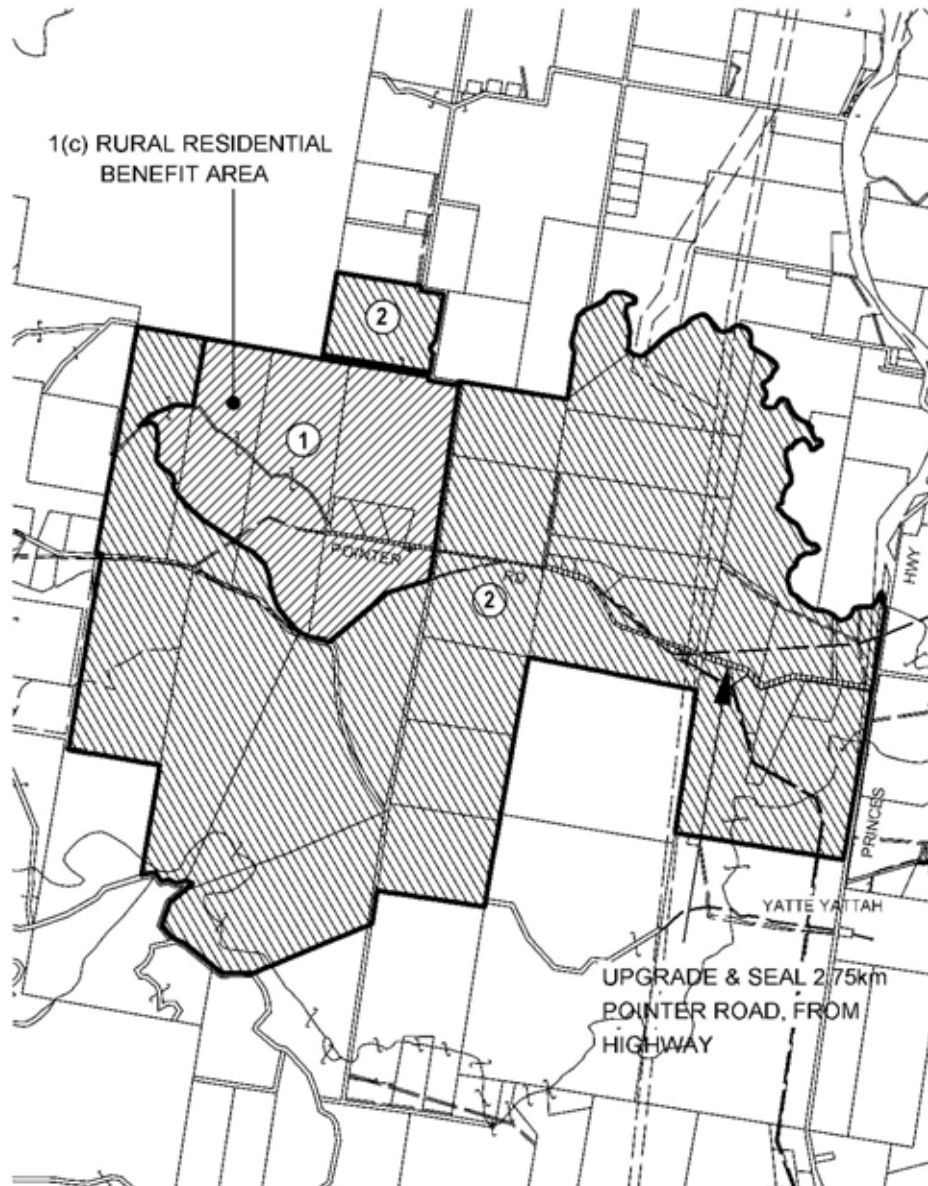 1(c) RURAL RESIDENTIAL
BENEFIT AREA
2
1
POINTER
RD
2
HWY
PRINCES
YATTE YATTAH
UPGRADE & SEAL 2.75km
POINTER ROAD, FROM
HIGHWAY